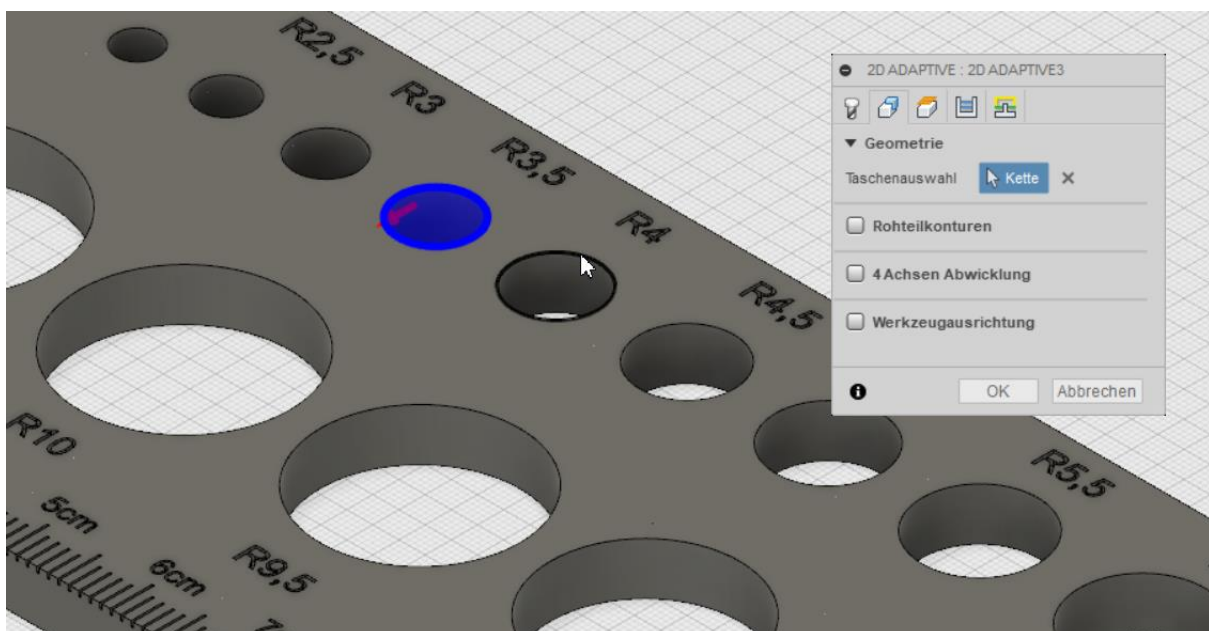 R2,5
R3
R3,5
R4
R4,5
R5,5
R10
5cm
6cm
R9,5
7
2D ADAPTIVE : 2D ADAPTIVE3
Geometrie
Taschenauswahl Kette
Rohteilkonturen
4 Achsen Abwicklung
Werkzeugausrichtung
OK Abbrechen